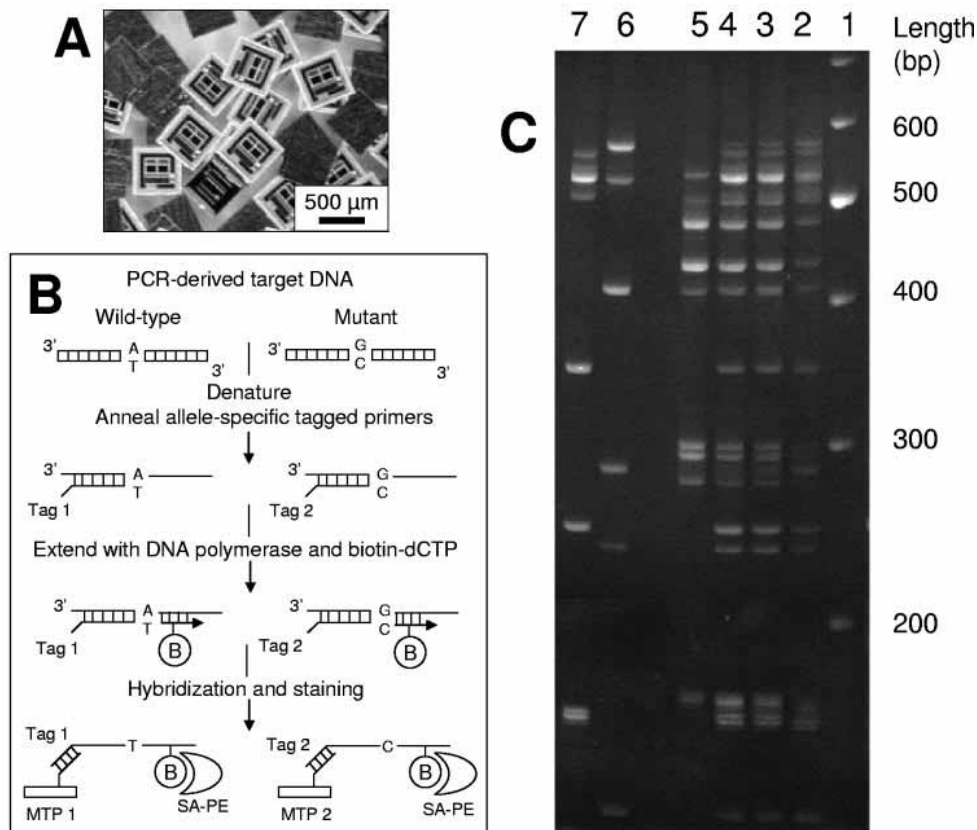 A
500 µm
B
PCR-derived target DNA
Wild-type
Mutant
3'
A
T
3'
3'
G
C
3'
Denature
Anneal allele-specific tagged primers
3'
A
T
Tag 1
3'
G
C
Tag 2
Extend with DNA polymerase and biotin-dCTP
3'
A
T
Tag 1
B
3'
G
C
Tag 2
B
Hybridization and staining
Tag 1
T
B
MTP 1
SA-PE
Tag 2
C
B
MTP 2
SA-PE
C
7 6 5 4 3 2 1 Length
(bp)
600
500
400
300
200